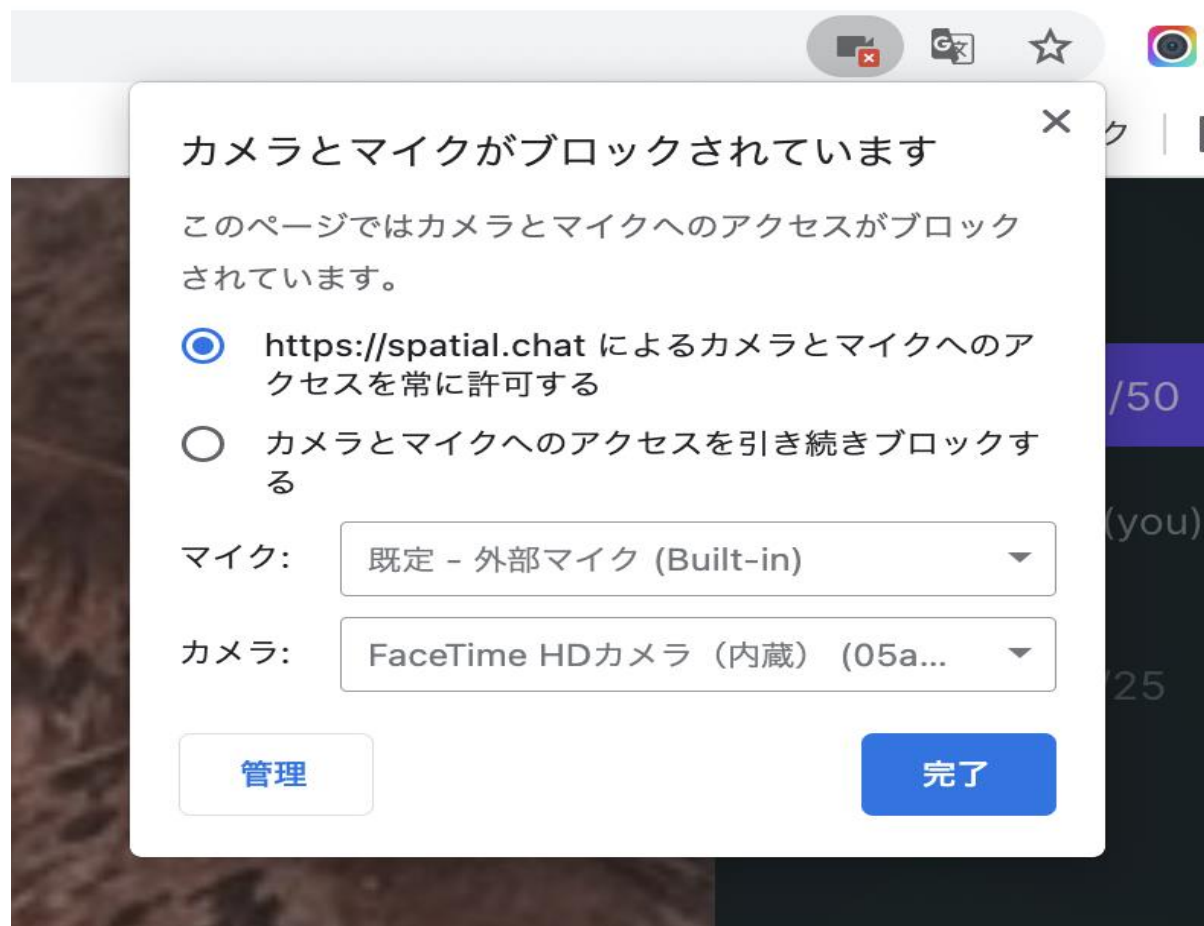 カメラとマイクがブロックされています
ク
このページではカメラとマイクへのアクセスがブロック
されています。
https://spatial.chat によるカメラとマイクへのア
クセスを常に許可する
/50
カメラとマイクへのアクセスを引き続きブロックす
る
(you)
マイク: 既定 – 外部マイク (Built-in)
カメラ: FaceTime HDカメラ（内蔵） (05a...
/25
管理 完了